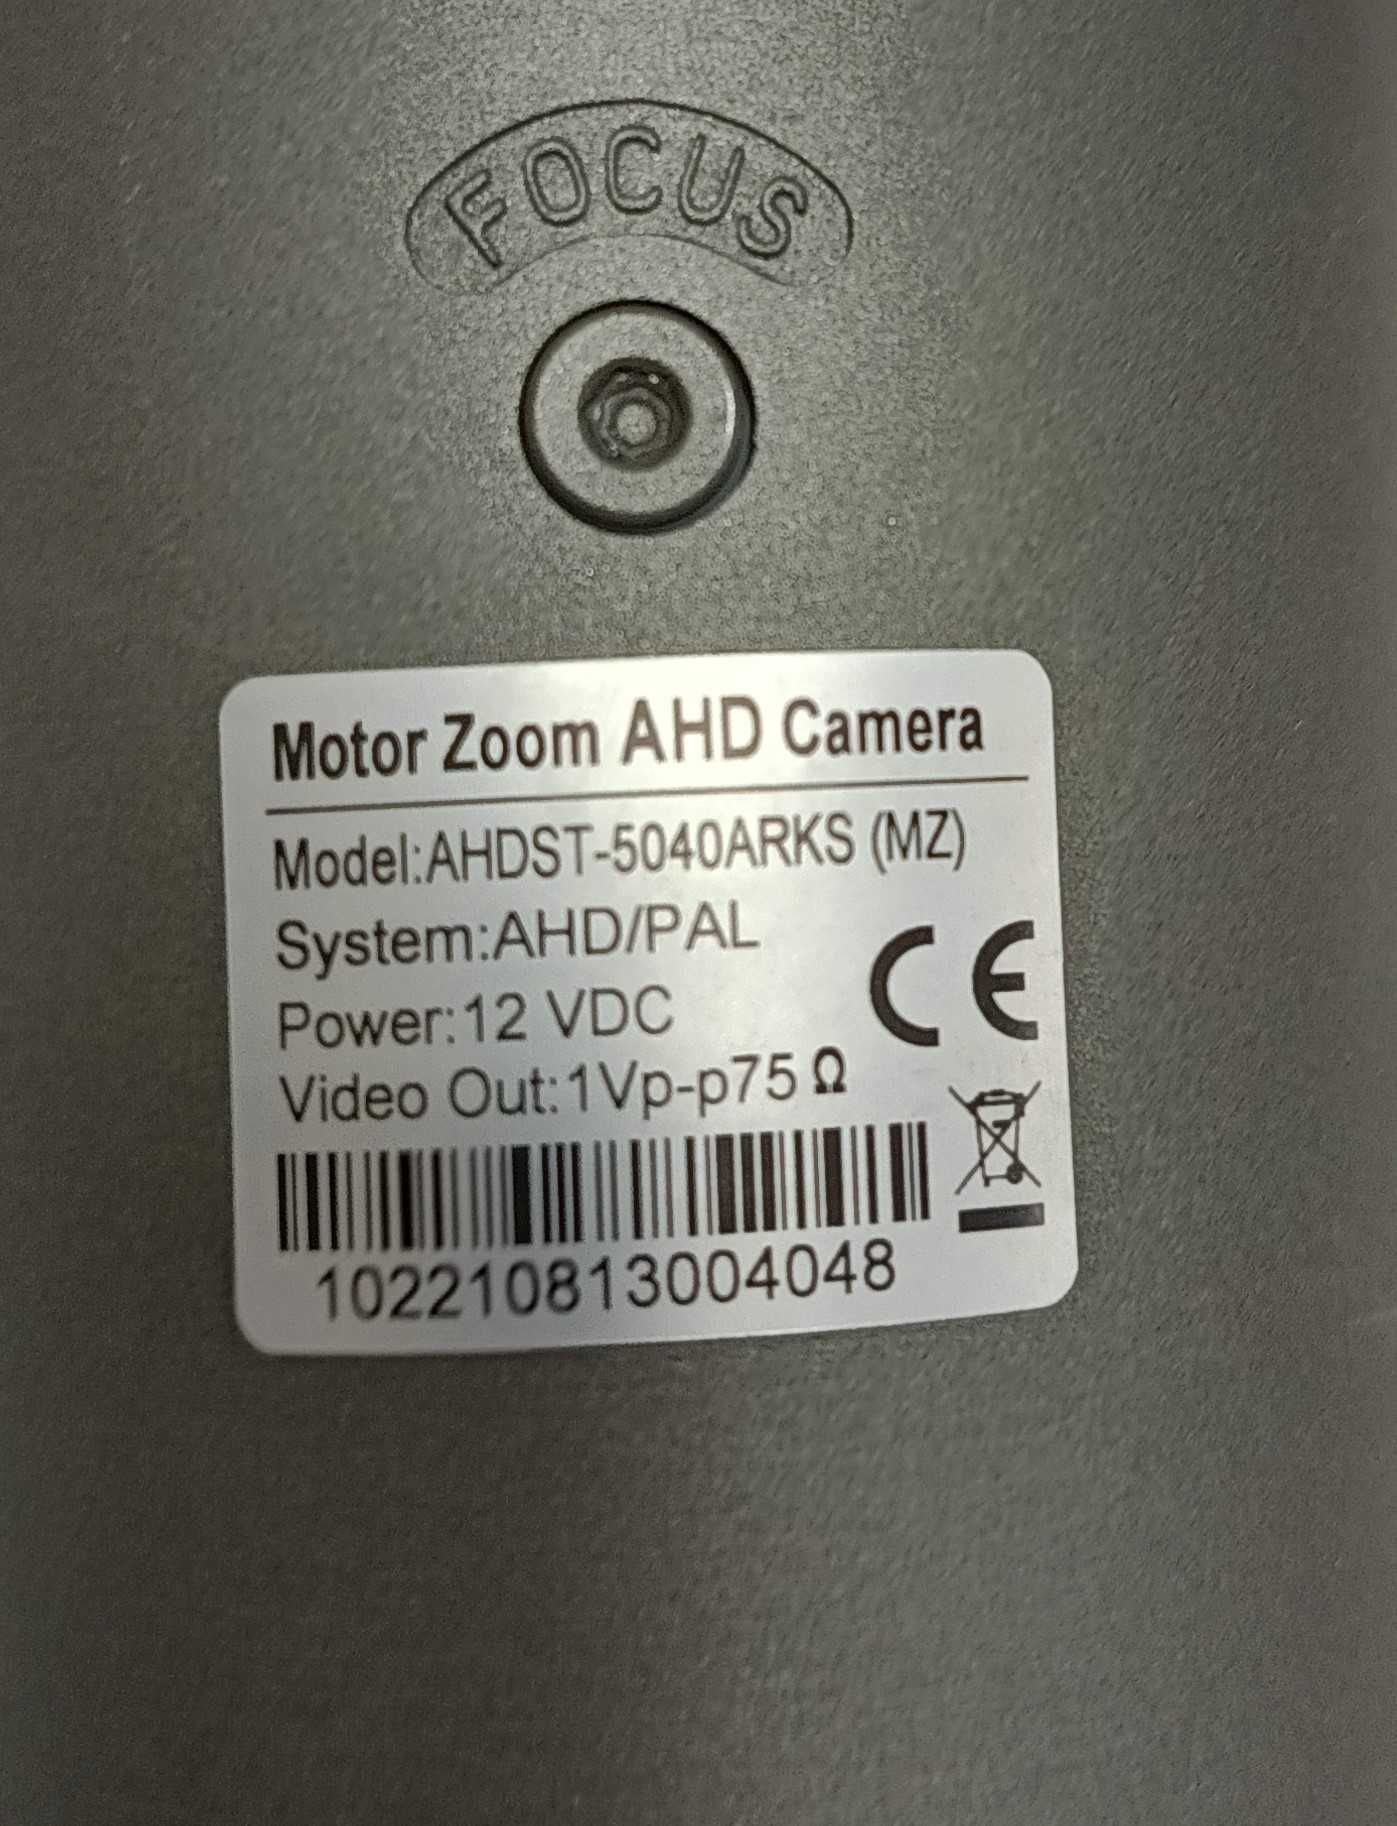 FOCUS
Motor Zoom AHD Camera
Model:AHDST-5040ARKS (MZ)
System:AHD/PAL
Power:12 VDC
CE
Video Out:1Vp-p75 Ω
102210813004048